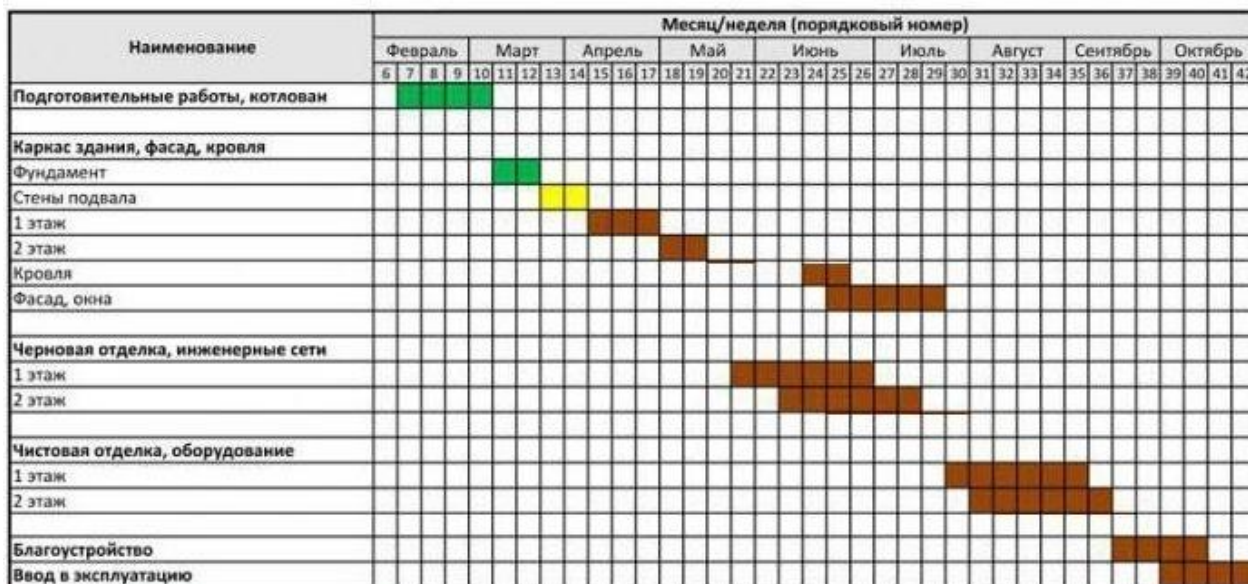 Наименование
Месяц/неделя (порядковый номер)
Февраль Март Апрель Май Июнь Июль Август Сентябрь Октябрь
6 7 8 9 10 11 12 13 14 15 16 17 18 19 20 21 22 23 24 25 26 27 28 29 30 31 32 33 34 35 36 37 38 39 40 41 42
Подготовительные работы, котлован
Каркас здания, фасад, кровля
Фундамент
Стены подвала
1 этаж
2 этаж
Кровля
Фасад, окна
Черновая отделка, инженерные сети
1 этаж
2 этаж
Чистовая отделка, оборудование
1 этаж
2 этаж
Благоустройство
Ввод в эксплуатацию